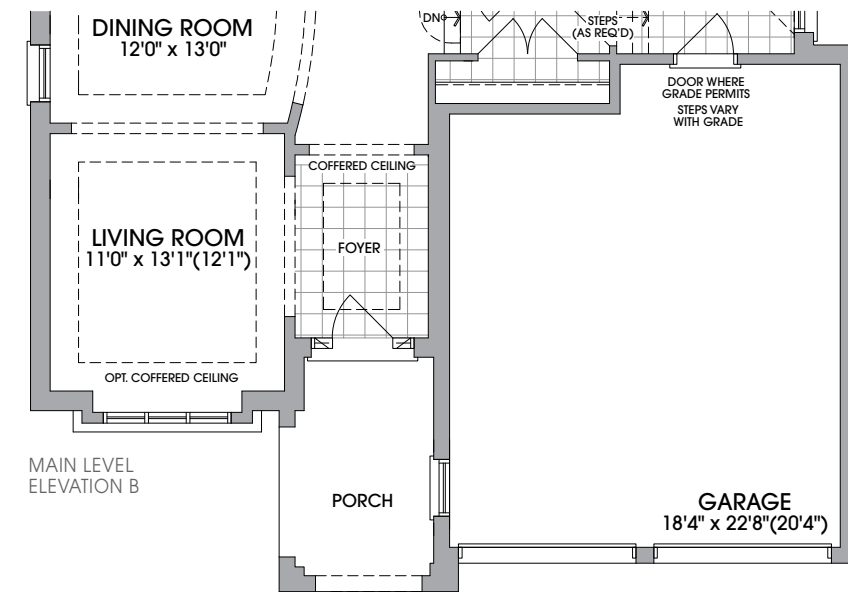 DINING ROOM
12'0" x 13'0"
DN
STEPS
(AS REQ'D)
DOOR WHERE
GRADE PERMITS
STEPS VARY
WITH GRADE
COFFERED CEILING
LIVING ROOM
11'0" x 13'1"(12'1")
FOYER
OPT. COFFERED CEILING
MAIN LEVEL
ELEVATION B
PORCH
GARAGE
18'4" x 22'8"(20'4")